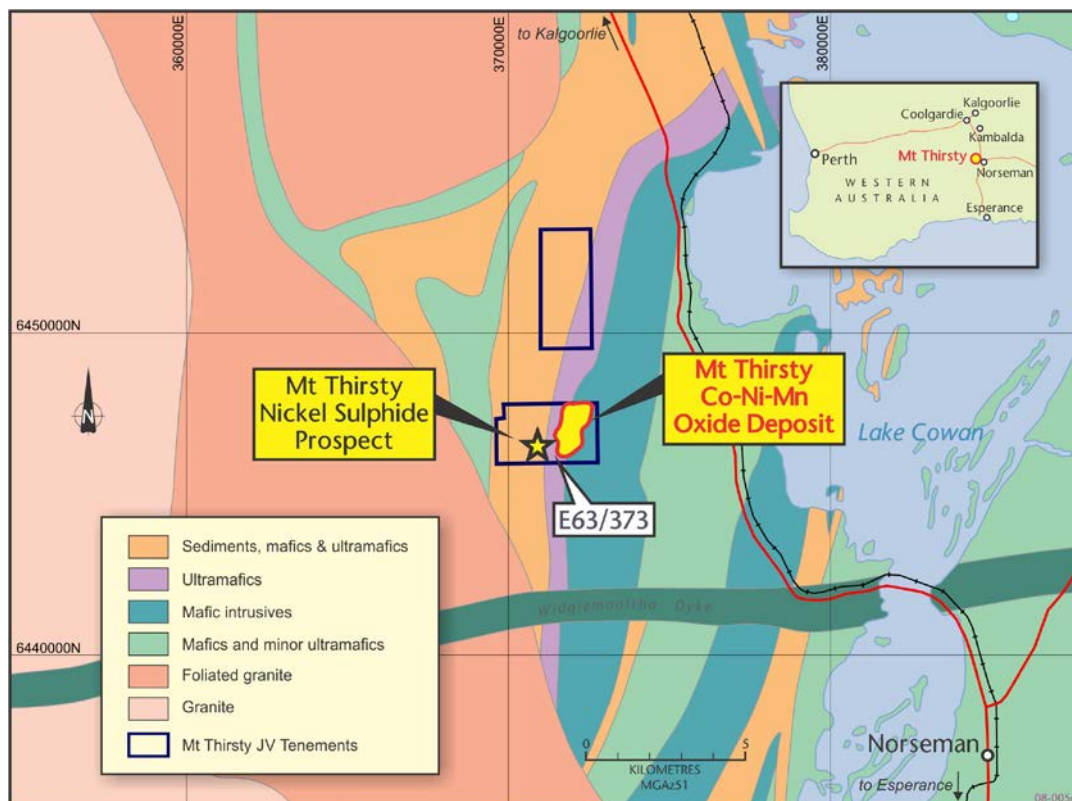 360000E
370000E
380000E
to Kalgoorlie
Kalgoorlie
Coolgardie
Kambalda
Mt Thirsty
Perth
Norseman
WESTERN
AUSTRALIA
Esperance
6450000N
Mt Thirsty
Nickel Sulphide
Prospect
Mt Thirsty
Co-Ni-Mn
Oxide Deposit
N
Lake Cowan
E63/373
Sediments, mafics & ultramafics
Ultramafics
Mafic intrusives
Mafics and minor ultramafics
Foliated granite
Granite
Mt Thirsty JV Tenements
Widgiemooltha Dyke
6440000N
0 5
KILOMETRES
MGAz51
Norseman
to Esperance